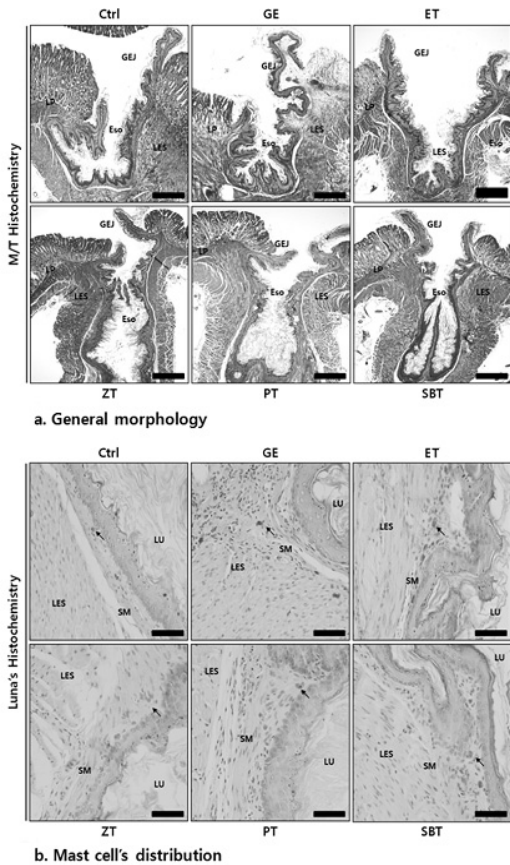 Ctrl GE ET
M/T Histochemistry
GEJ GEJ GEJ
LP Eso LES LP Eso LES LES Eso
GEJ GEJ GEJ
LP LES Eso LP Eso LES LP Eso LES
ZT PT SBT
a. General morphology
Ctrl GE ET
Luna's Histochemistry
LES SM LU LES SM LU LES SM LU
LES SM LU LES SM LU LES SM LU
ZT PT SBT
b. Mast cell's distribution